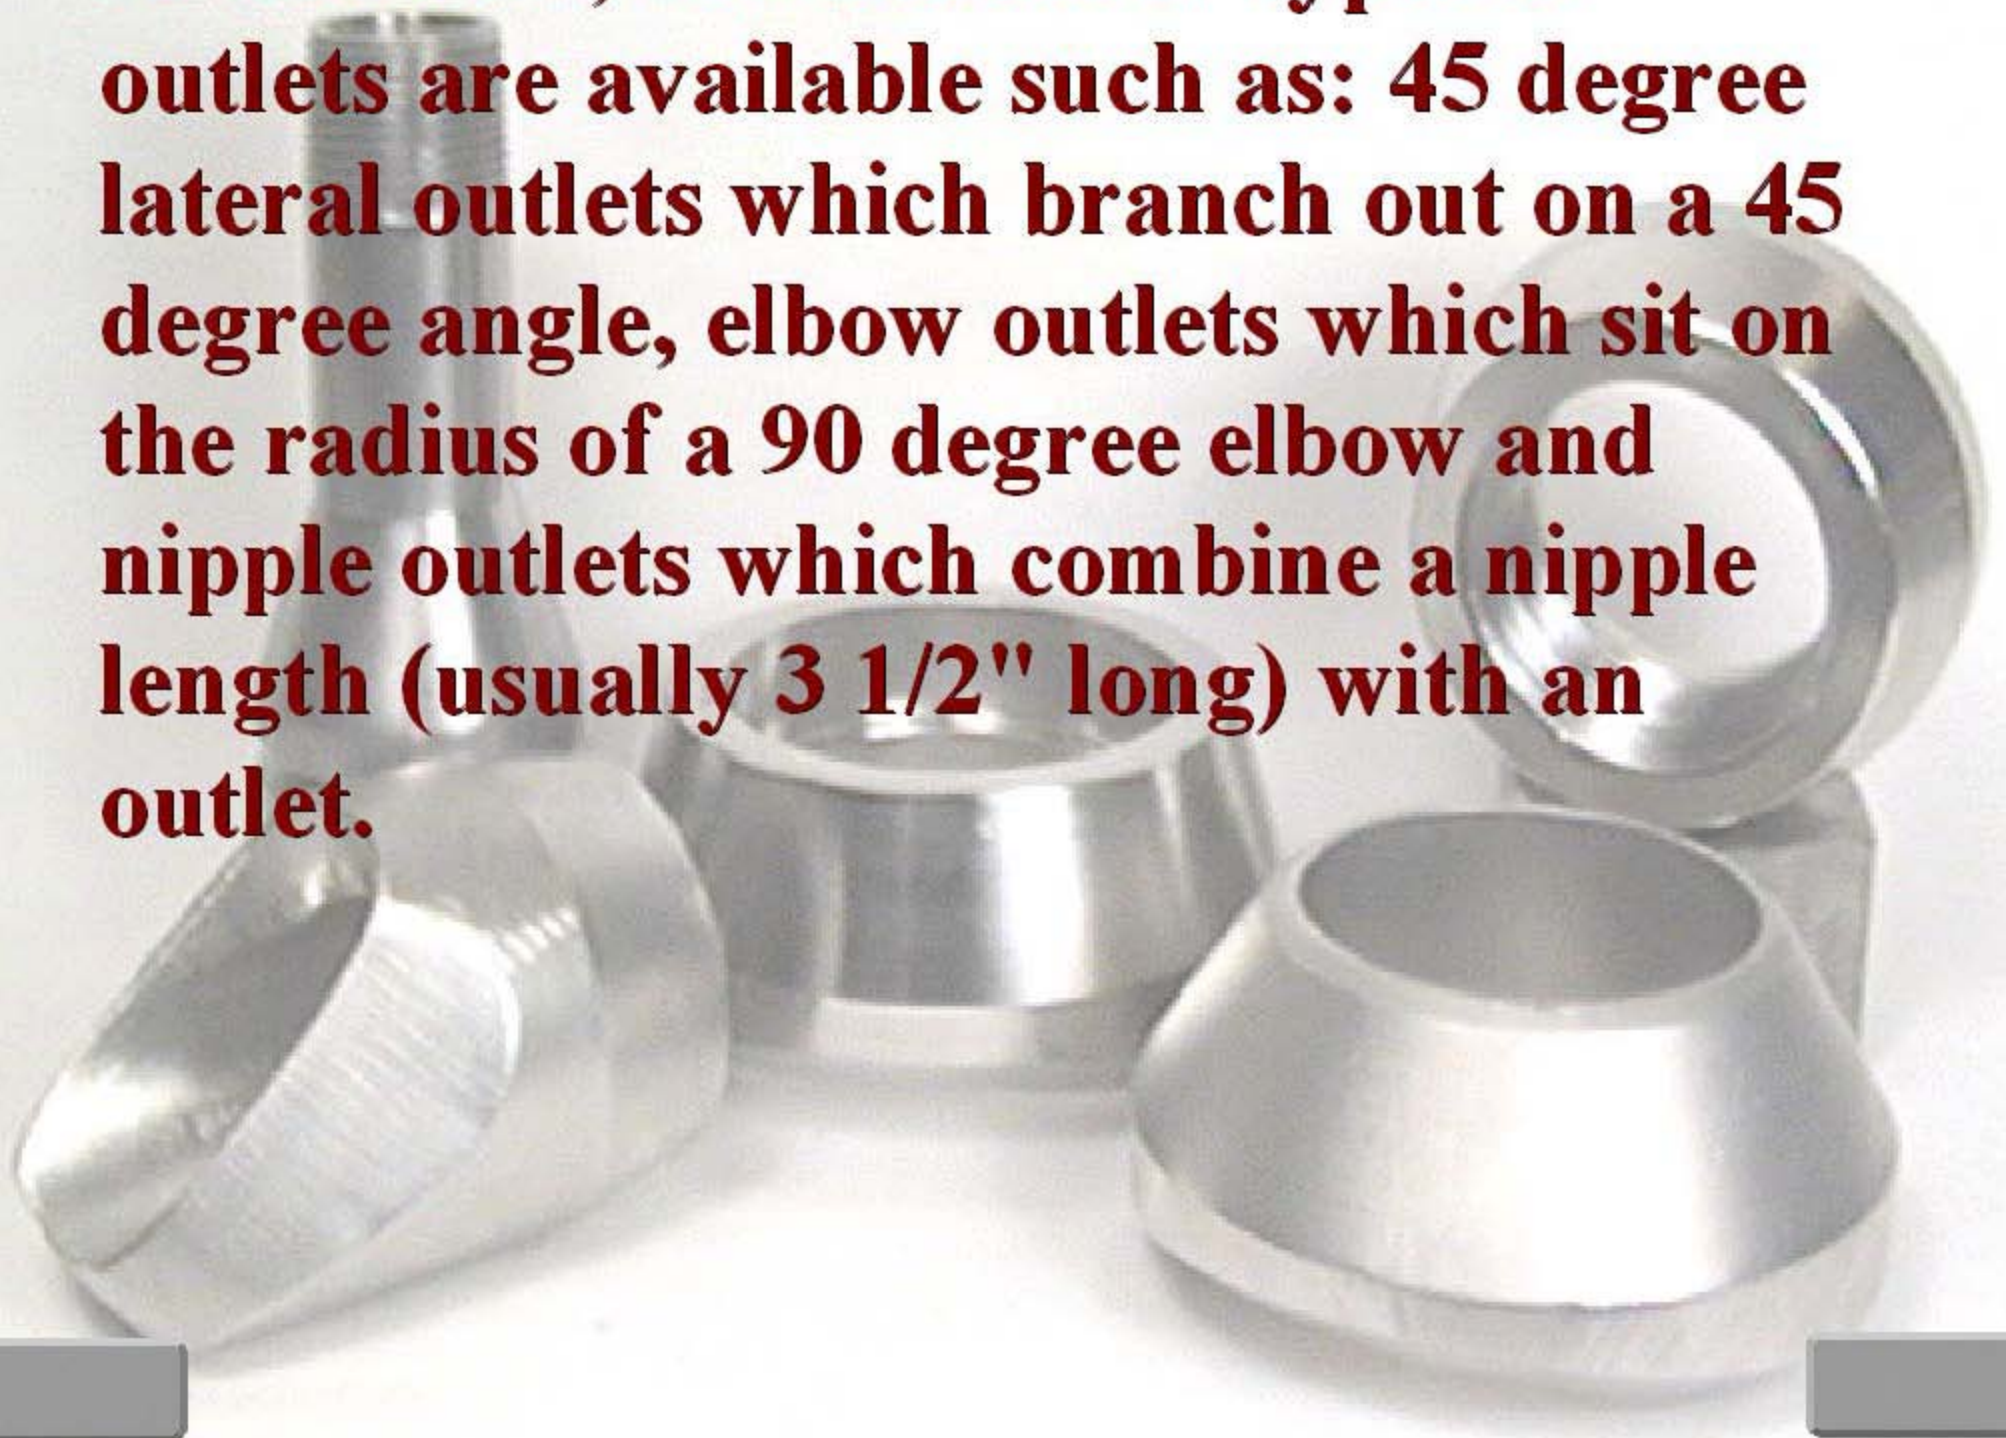 outlets are available such as: 45 degree
lateral outlets which branch out on a 45
degree angle, elbow outlets which sit on
the radius of a 90 degree elbow and
nipple outlets which combine a nipple
length (usually 3 1/2" long) with an
outlet.